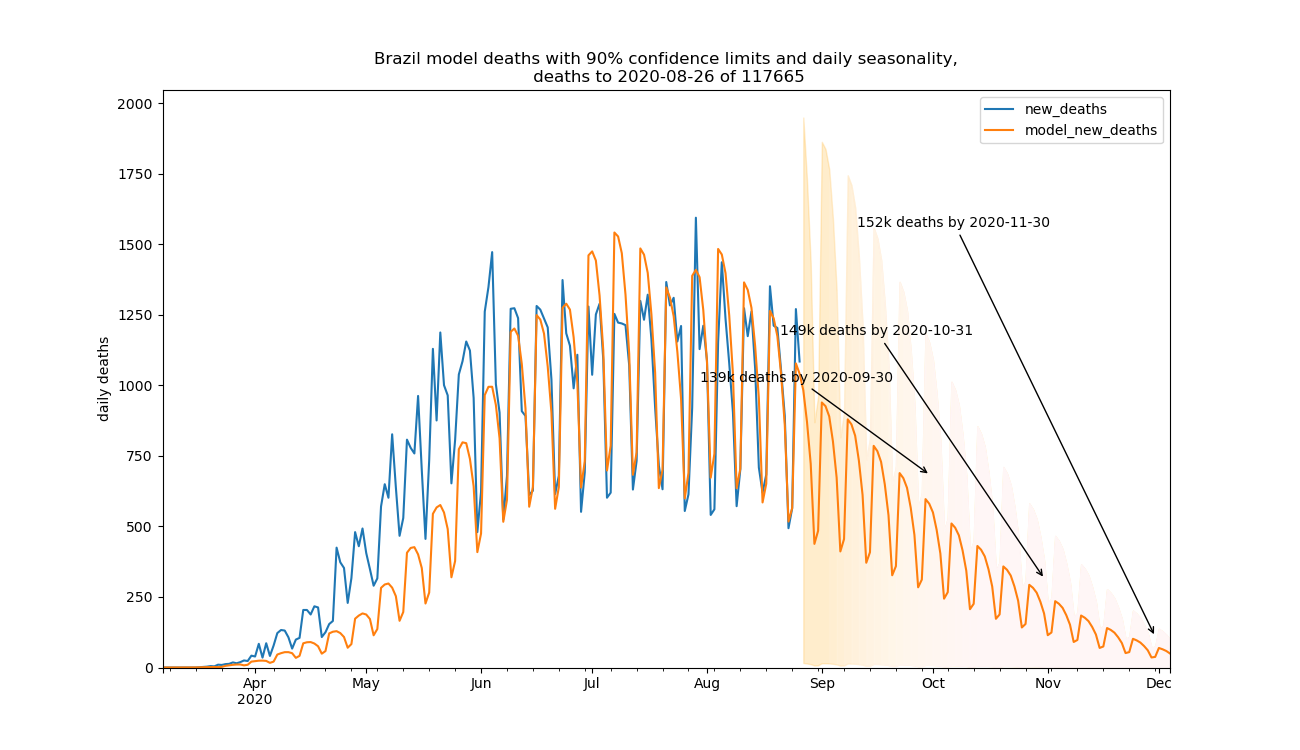 Brazil model deaths with 90% confidence limits and daily seasonality,
deaths to 2020-08-26 of 117665
new_deaths
model_new_deaths
daily deaths
2000
1750
1500
1250
1000
750
500
250
0
152k deaths by 2020-11-30
149k deaths by 2020-10-31
139k deaths by 2020-09-30
Apr
2020
May
Jun
Jul
Aug
Sep
Oct
Nov
Dec